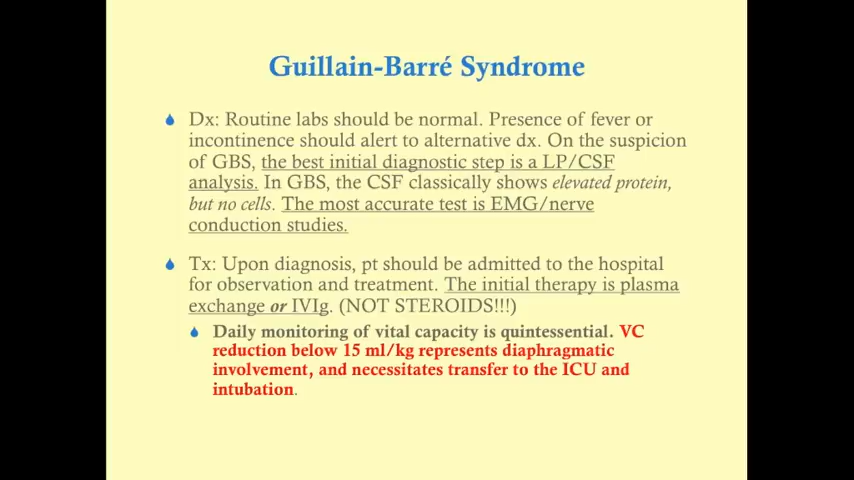 Guillain-Barré Syndrome
Dx: Routine labs should be normal. Presence of fever or
incontinence should alert to alternative dx. On the suspicion
of GBS, the best initial diagnostic step is a LP/CSF
analysis. In GBS, the CSF classically shows elevated protein,
but no cells. The most accurate test is EMG/nerve
conduction studies.
Tx: Upon diagnosis, pt should be admitted to the hospital
for observation and treatment. The initial therapy is plasma
exchange or IVIg. (NOT STEROIDS!!!)
Daily monitoring of vital capacity is quintessential. VC
reduction below 15 ml/kg represents diaphragmatic
involvement, and necessitates transfer to the ICU and
intubation.